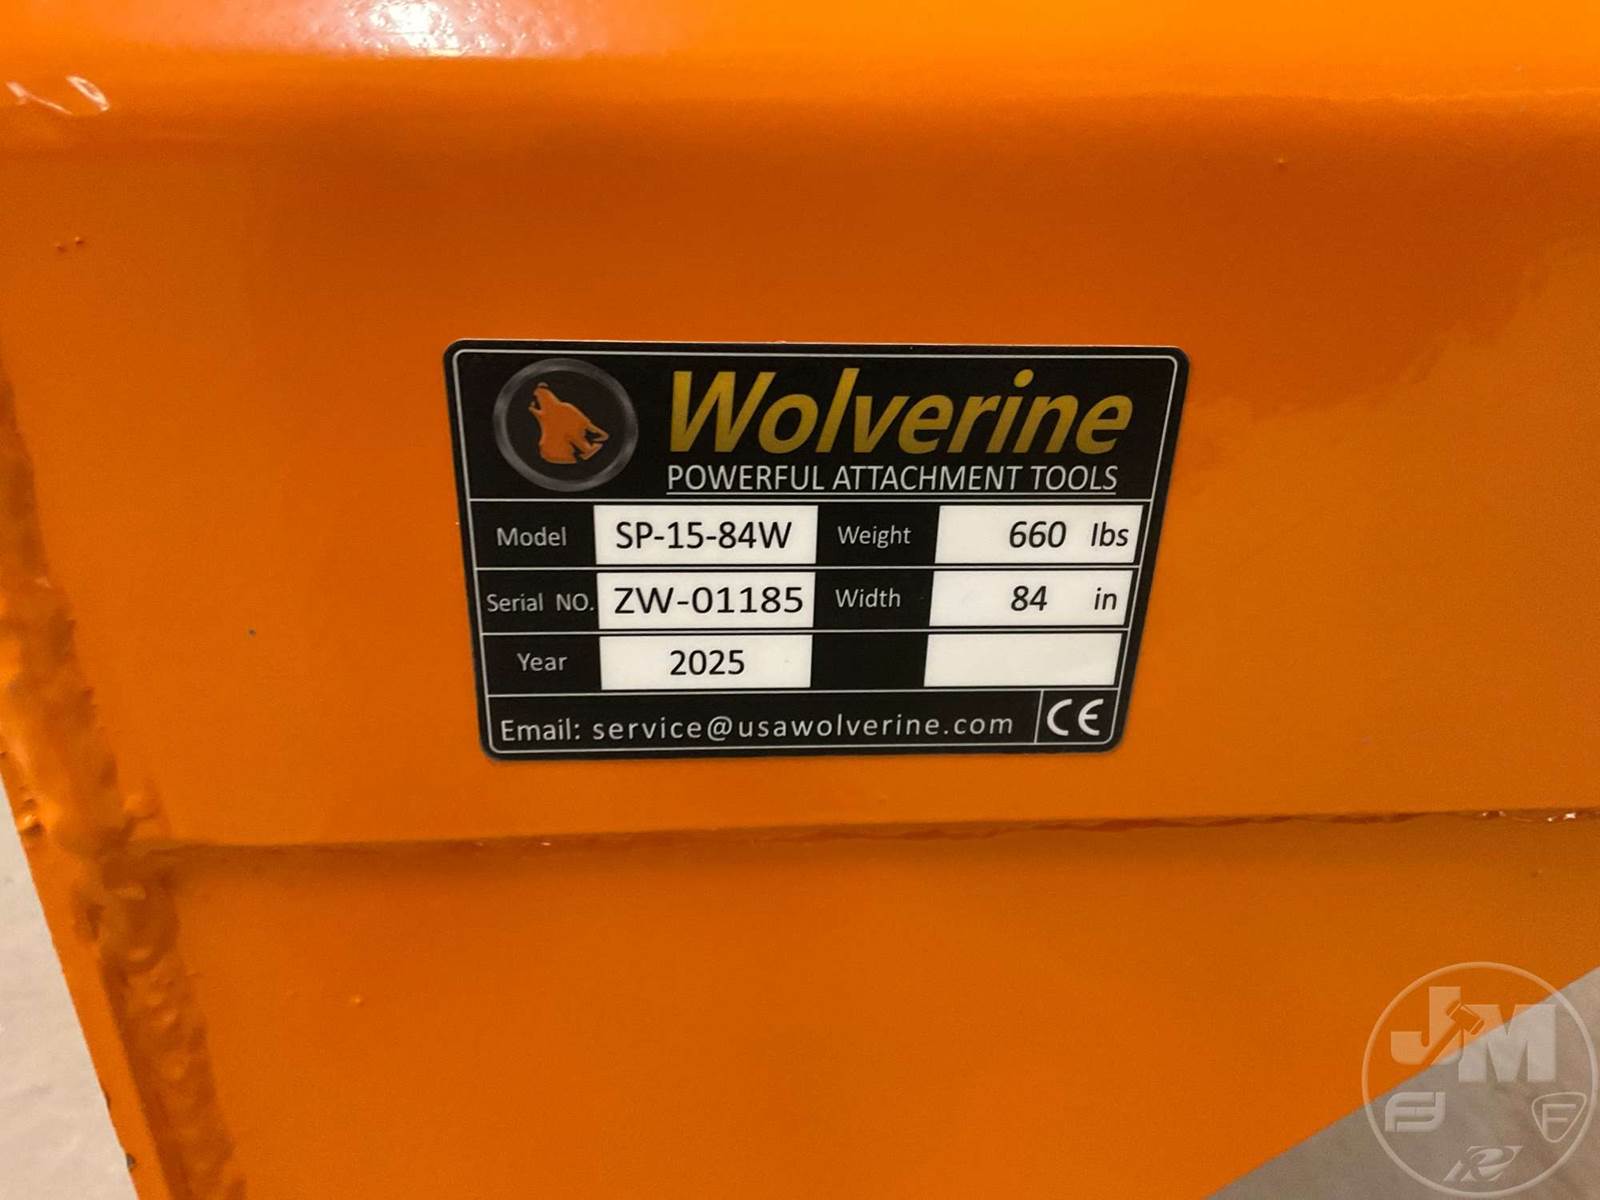 Wolverine
POWERFUL ATTACHMENT TOOLS
Model SP-15-84W Weight 660 lbs
Serial NO. ZW-01185 Width 84 in
Year 2025
Email: service@usawolverine.com CE
JM
F